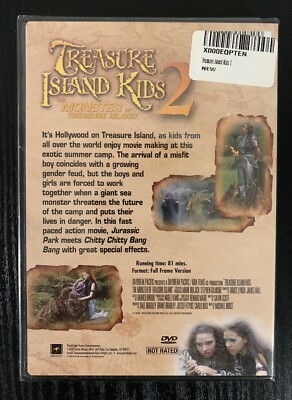 X000EQPTEN
Treasure Island Kids 2
NEW
TREASURE
ISLAND KIDS 2
MONSTER
TREASURE ISLAND
It's Hollywood on Treasure Island, as kids from
all over the world enjoy movie making at this
exotic summer camp. The arrival of a misfit
boy coincides with a growing
gender feud, but the boys and
girls are forced to work
together when a giant sea
monster threatens the future
of the camp and puts their
lives in danger. In this fast
paced action movie, Jurassic
Park meets Chitty Chitty Bang
Bang with great special effects.
Running time: 81 mins.
Format: Full Frame Version
DVD
NOT RATED!